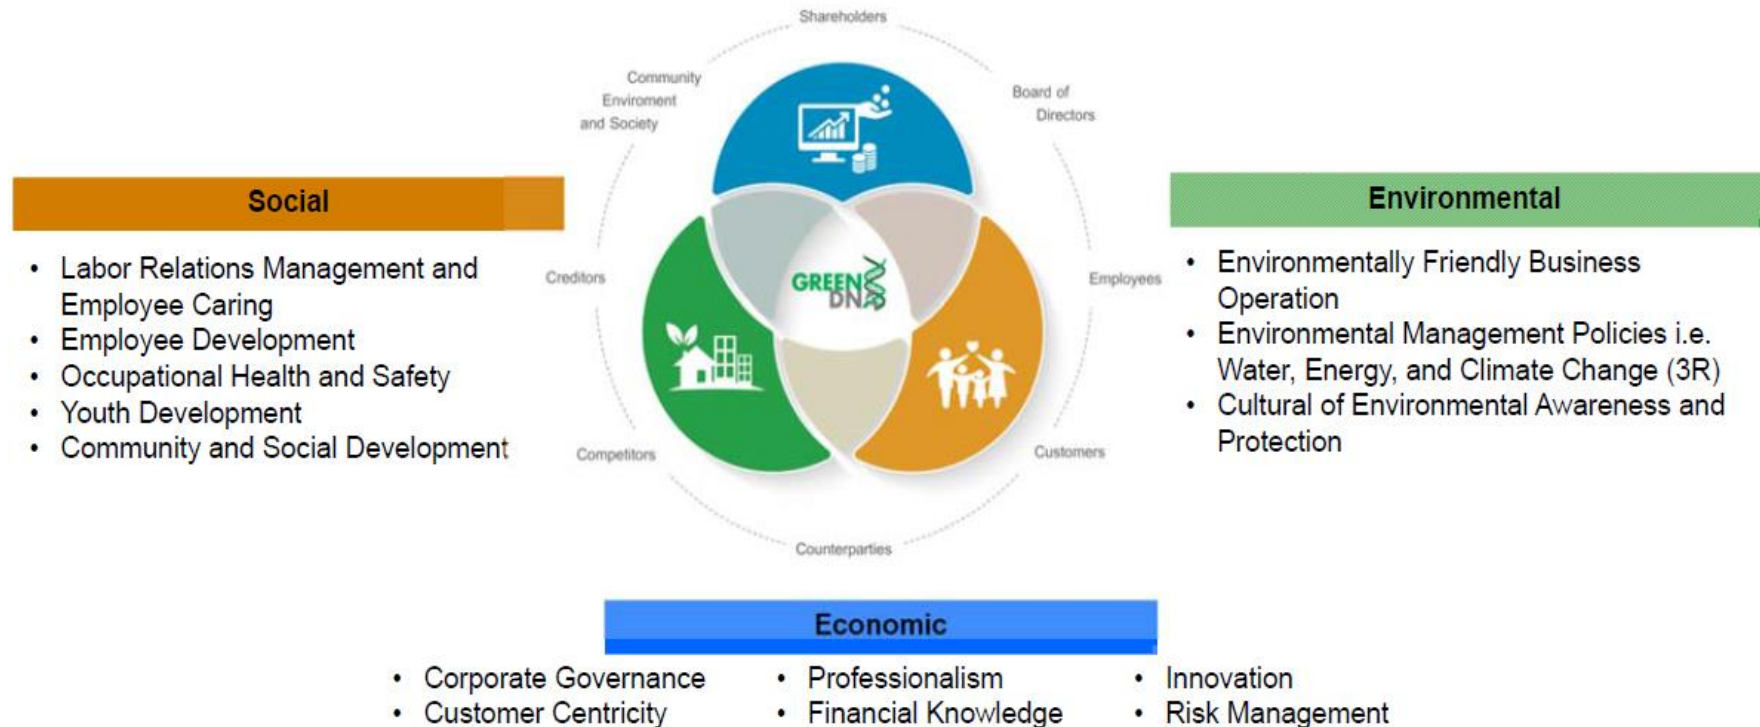 Shareholders
Community
Enviroment
and Society
Board of
Directors
Social
Environmental
• Labor Relations Management and
Employee Caring
• Employee Development
• Occupational Health and Safety
• Youth Development
• Community and Social Development
Creditors
GREEN
DNA
Employees
• Environmentally Friendly Business
Operation
• Environmental Management Policies i.e.
Water, Energy, and Climate Change (3R)
• Cultural of Environmental Awareness and
Protection
Competitors
Customers
Counterparties
Economic
• Corporate Governance
• Customer Centricity
• Professionalism
• Financial Knowledge
• Innovation
• Risk Management